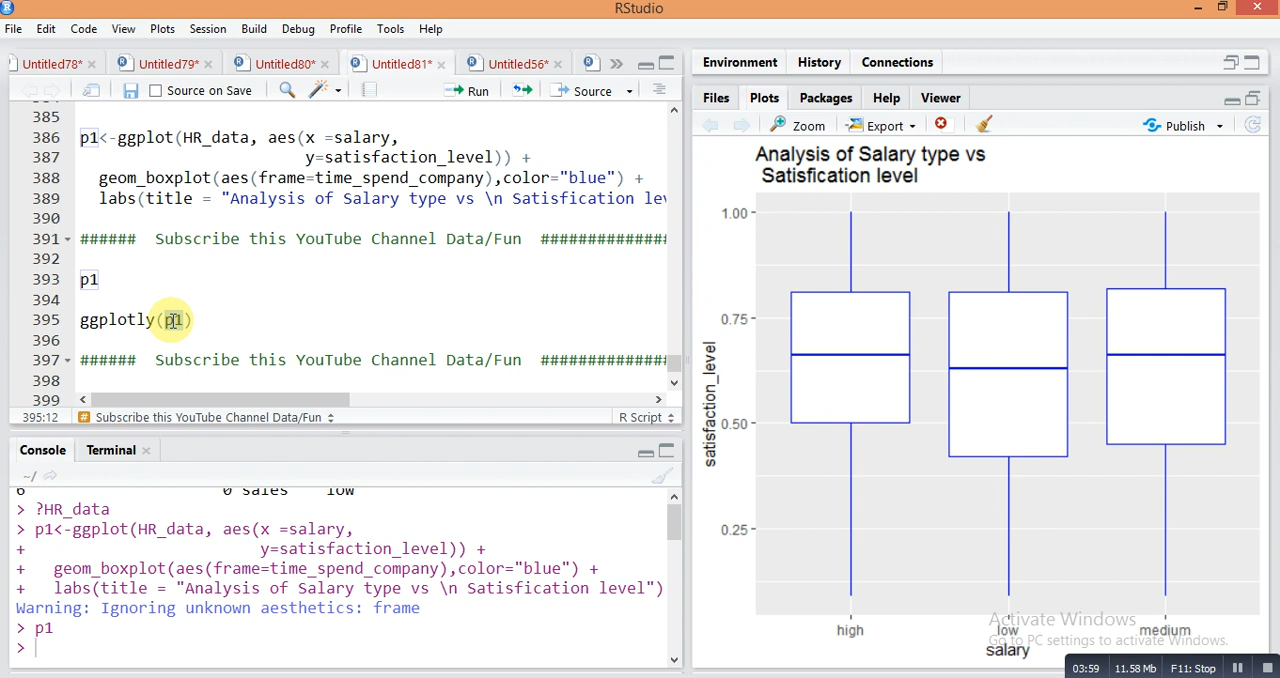 RStudio
File Edit Code View Plots Session Build Debug Profile Tools Help
Untitled78* Untitled79* Untitled80* Untitled81* Untitled56*
Source on Save Run Source
385
386 p1<-ggplot(HR_data, aes(x =salary,
387 y=satisfaction_level)) +
388 geom_boxplot(aes(frame=time_spend_company),color="blue") +
389 labs(title = "Analysis of Salary type vs \n Satisfication lev
390
391 ###### Subscribe this YouTube Channel Data/Fun ##############
392
393 p1
394
395 ggplotly(p1)
396
397 ###### Subscribe this YouTube Channel Data/Fun ##############
398
399
395:12 # Subscribe this YouTube Channel Data/Fun R Script
Console Terminal
~/
6 0 sales low
> ?HR_data
> p1<-ggplot(HR_data, aes(x =salary,
+ y=satisfaction_level)) +
+ geom_boxplot(aes(frame=time_spend_company),color="blue") +
+ labs(title = "Analysis of Salary type vs \n Satisfication level")
Warning: Ignoring unknown aesthetics: frame
> p1
>
Environment History Connections
Files Plots Packages Help Viewer
Zoom Export Publish
Analysis of Salary type vs
Satisfication level
1.00
0.75
0.50
0.25
satisfaction_level
high low medium
salary
Activate Windows
Go to PC settings to activate Windows.
03:59 11.58 Mb F11: Stop